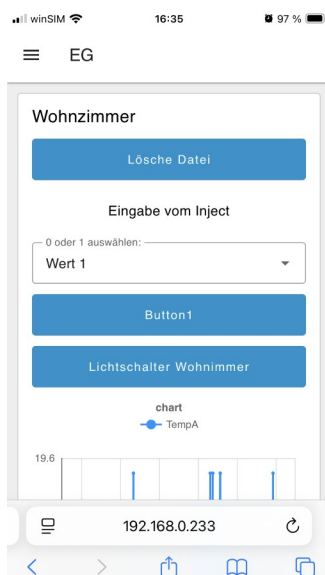 winSIM 16:35 97 %
EG
Wohnzimmer
Lösche Datei
Eingabe vom Inject
0 oder 1 auswählen:
Wert 1
Button1
Lichtschalter Wohnimmer
chart
TempA
19.6
192.168.0.233